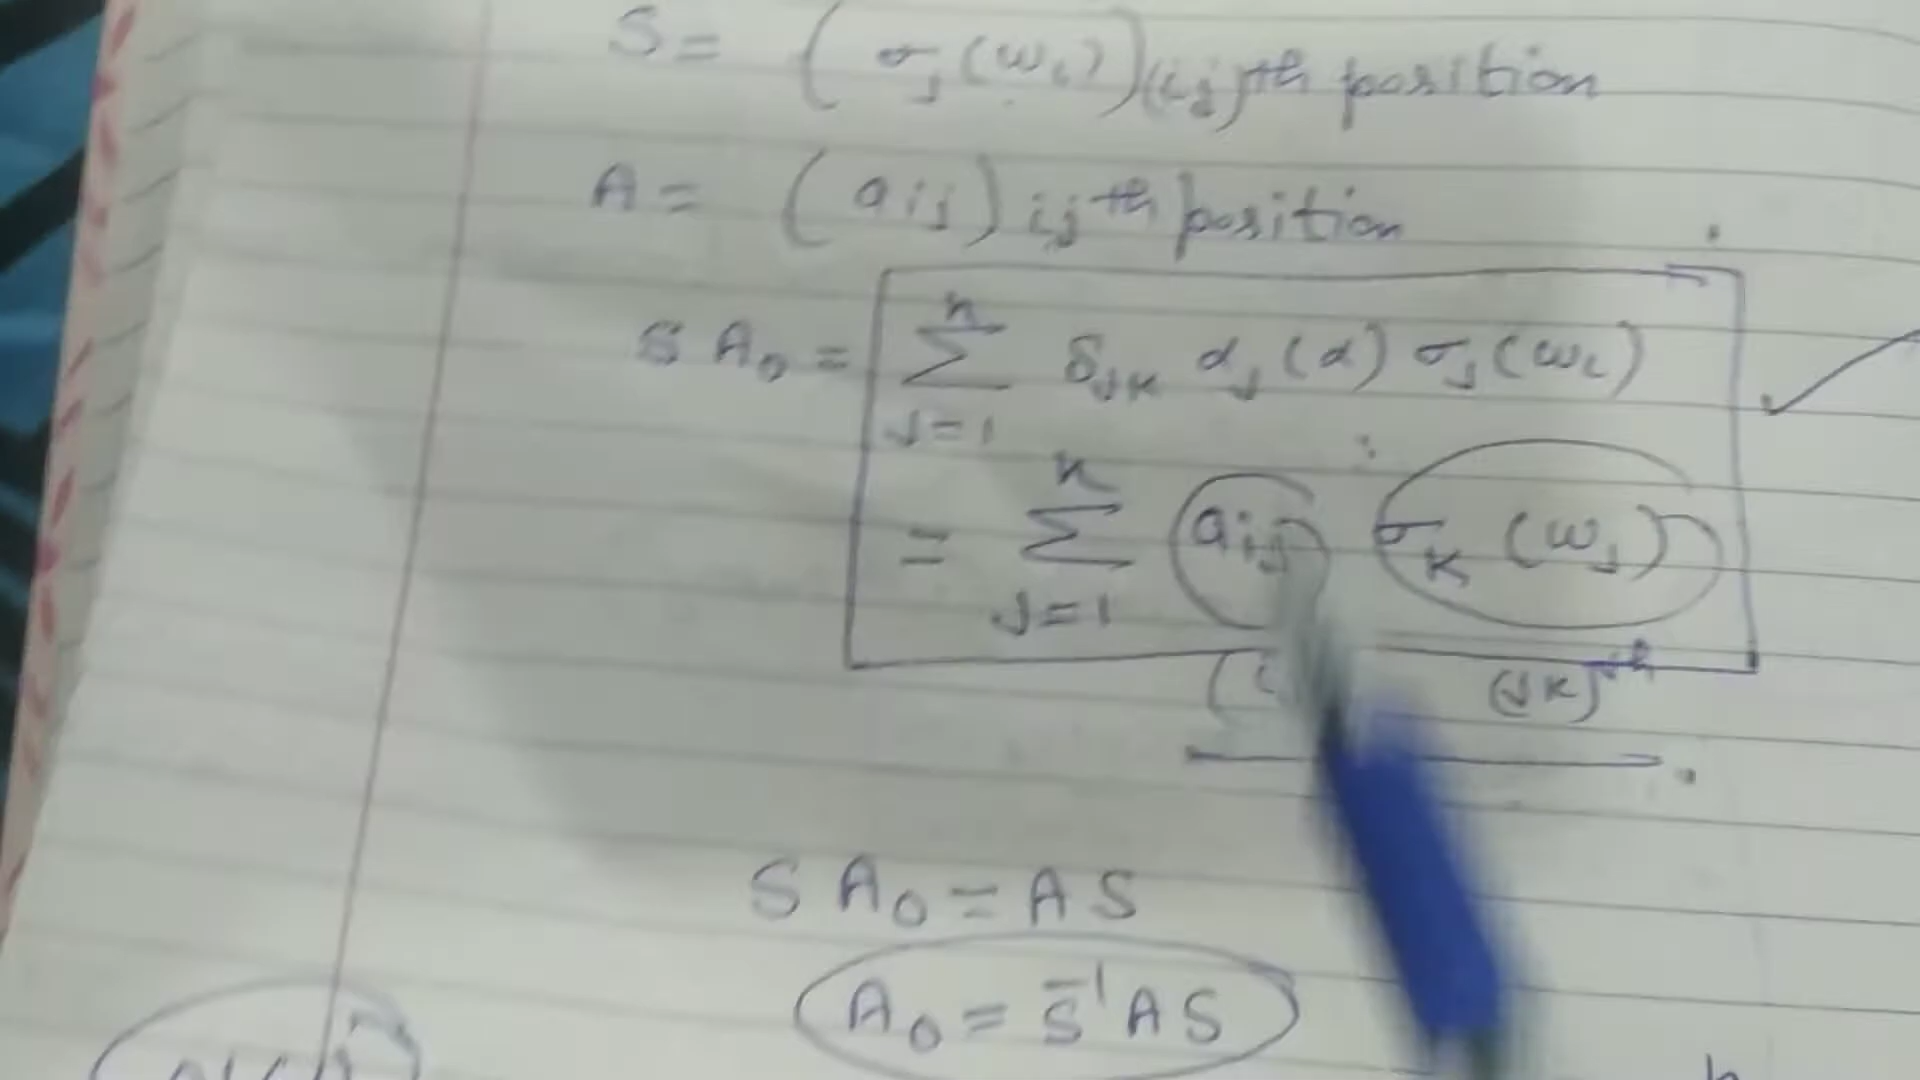 S = ( σj (ωi) )(ij)th position
A = ( aij ) ijth position
S A0 = n∑j=1 δjk αj (α) σj (ωi)
= n∑j=1 aij σk (ωj)
(i (jk)th
S A0 = A S
A0 = S⁻¹ A S